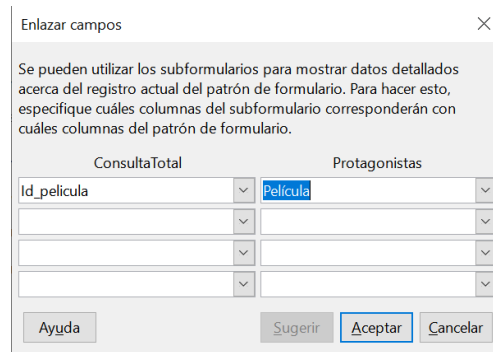 Enlazar campos
Se pueden utilizar los subformularios para mostrar datos detallados
acerca del registro actual del patrón de formulario. Para hacer esto,
especifique cuáles columnas del subformulario corresponderán con
cuáles columnas del patrón de formulario.
ConsultaTotal Protagonistas
Id_pelicula Película
Ayuda Sugerir Aceptar Cancelar